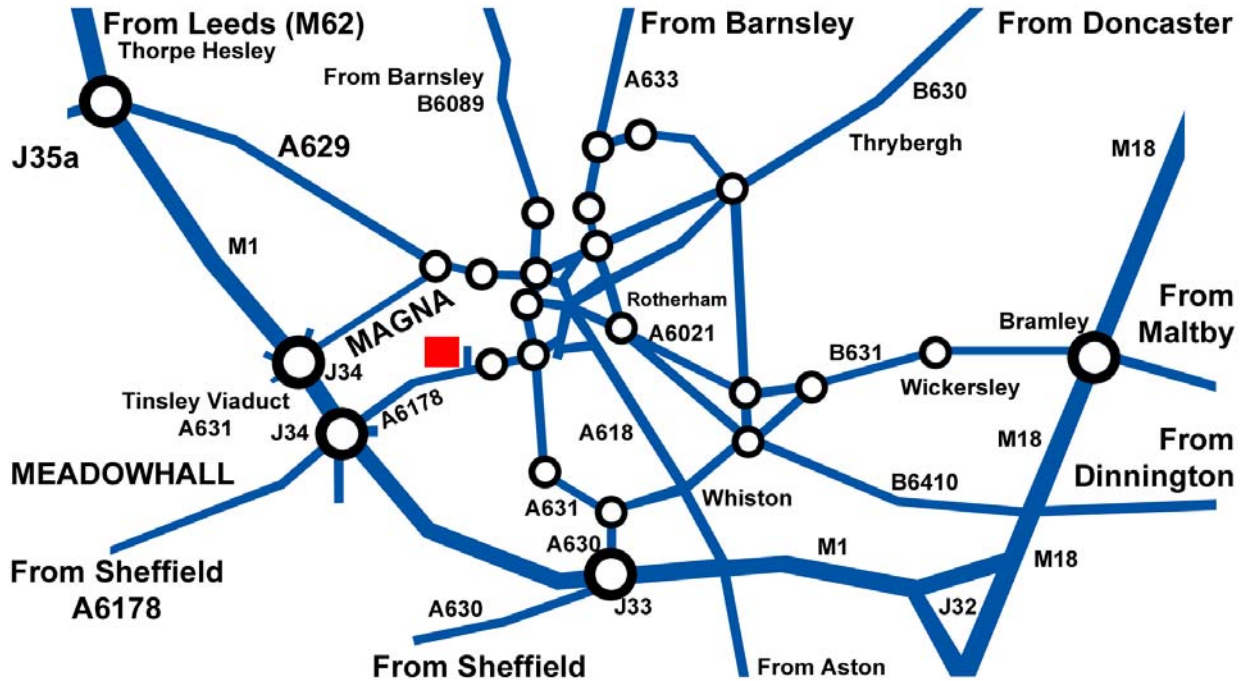 From Leeds (M62)
Thorpe Hesley
From Barnsley
From Doncaster
From Barnsley
B6089
A633
B630
J35a
A629
Thrybergh
M18
M1
MAGNA
Rotherham
A6021
From
Maltby
Bramley
J34
B631
Wickersley
Tinsley Viaduct
A631
J34
A6178
A618
M18
From
Dinnington
MEADOWHALL
B6410
A631
Whiston
A630
M1
M18
From Sheffield
A6178
A630
J33
J32
From Sheffield
From Aston